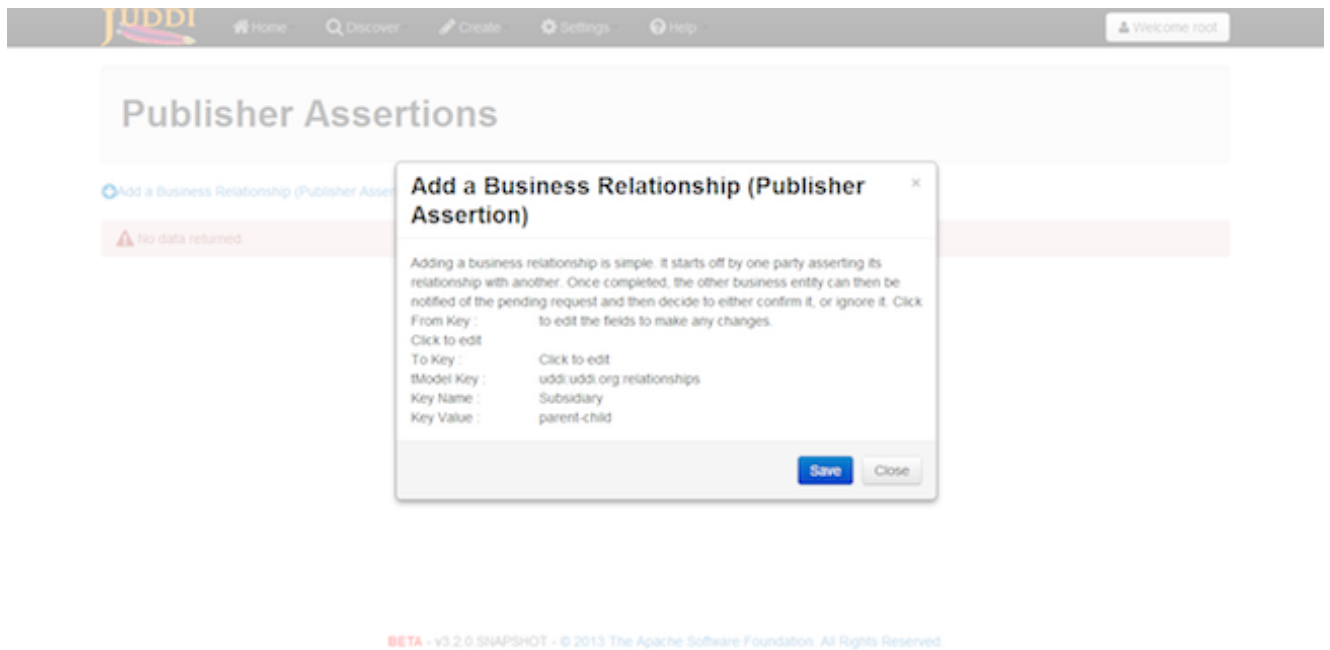 JUDDI Home Discover Create Settings Help Welcome root
Publisher Assertions
Add a Business Relationship (Publisher Asser
No data returned.
Add a Business Relationship (Publisher ×
Assertion)
Adding a business relationship is simple. It starts off by one party asserting its
relationship with another. Once completed, the other business entity can then be
notified of the pending request and then decide to either confirm it, or ignore it. Click
From Key : to edit the fields to make any changes.
Click to edit
To Key : Click to edit
tModel Key : uddi:uddi.org:relationships
Key Name : Subsidiary
Key Value : parent-child
Save Close
BETA - v3.2.0.SNAPSHOT - © 2013 The Apache Software Foundation. All Rights Reserved.